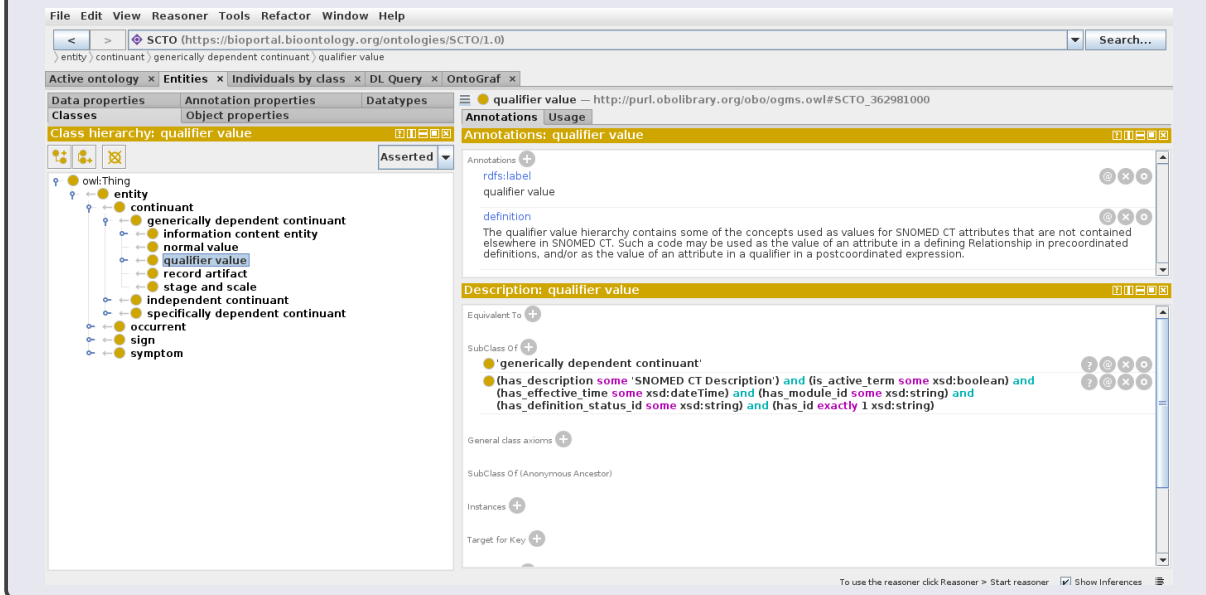 File Edit View Reasoner Tools Refactor Window Help
< > SCTO (https://bioportal.bioontology.org/ontologies/SCTO/1.0) Search...
entity continuant generically dependent continuant qualifier value
Active ontology × Entities × Individuals by class × DL Query × OntoGraf ×
Data properties Annotation properties Datatypes
Classes Object properties
Class hierarchy: qualifier value
Asserted
owl:Thing
entity
continuant
generically dependent continuant
information content entity
normal value
qualifier value
record artifact
stage and scale
independent continuant
specifically dependent continuant
occurrent
sign
symptom
qualifier value — http://purl.obolibrary.org/obo/ogms.owl#SCTO_362981000
Annotations Usage
Annotations: qualifier value
Annotations
rdfs:label
qualifier value
definition
The qualifier value hierarchy contains some of the concepts used as values for SNOMED CT attributes that are not contained
elsewhere in SNOMED CT. Such a code may be used as the value of an attribute in a defining Relationship in precoordinated
definitions, and/or as the value of an attribute in a qualifier in a postcoordinated expression.
Description: qualifier value
Equivalent To
SubClass Of
'generically dependent continuant'
(has_description some 'SNOMED CT Description') and (is_active_term some xsd:boolean) and
(has_effective_time some xsd:dateTime) and (has_module_id some xsd:string) and
(has_definition_status_id some xsd:string) and (has_id exactly 1 xsd:string)
General class axioms
SubClass Of (Anonymous Ancestor)
Instances
Target for Key
To use the reasoner click Reasoner > Start reasoner Show Inferences